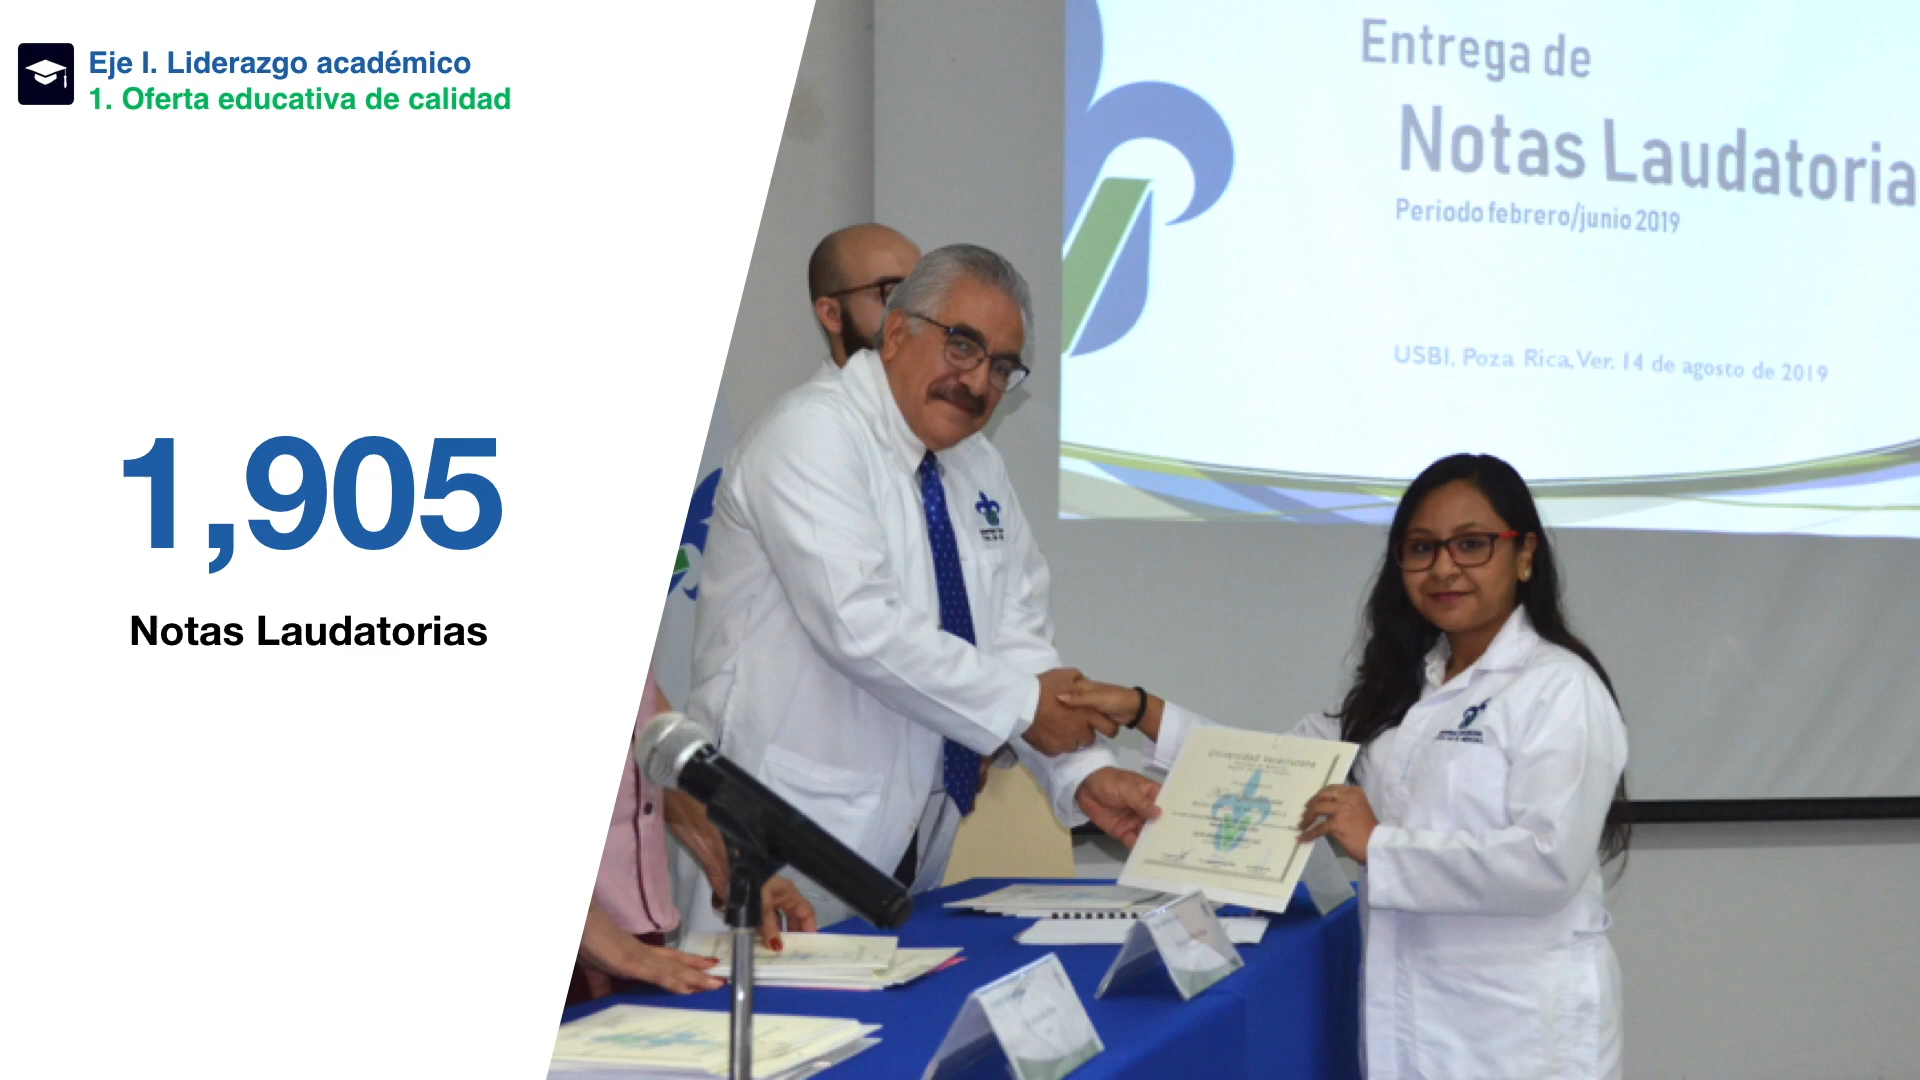 Eje I. Liderazgo académico
1. Oferta educativa de calidad
1,905
Notas Laudatorias
Entrega de
Notas Laudatoria
Periodo febrero/junio 2019
USBI, Poza Rica, Ver. 14 de agosto de 2019
Universidad Veracruzana